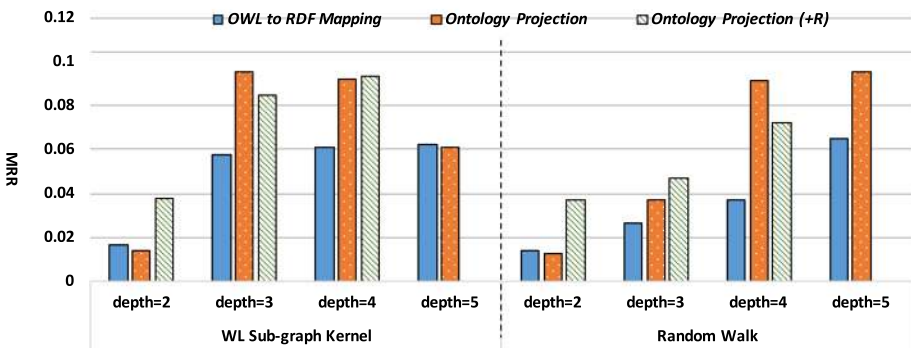 0.12
OWL to RDF Mapping Ontology Projection Ontology Projection (+R)
0.1
0.08
0.06
MRR
0.04
0.02
0
depth=2 depth=3 depth=4 depth=5 depth=2 depth=3 depth=4 depth=5
WL Sub-graph Kernel Random Walk